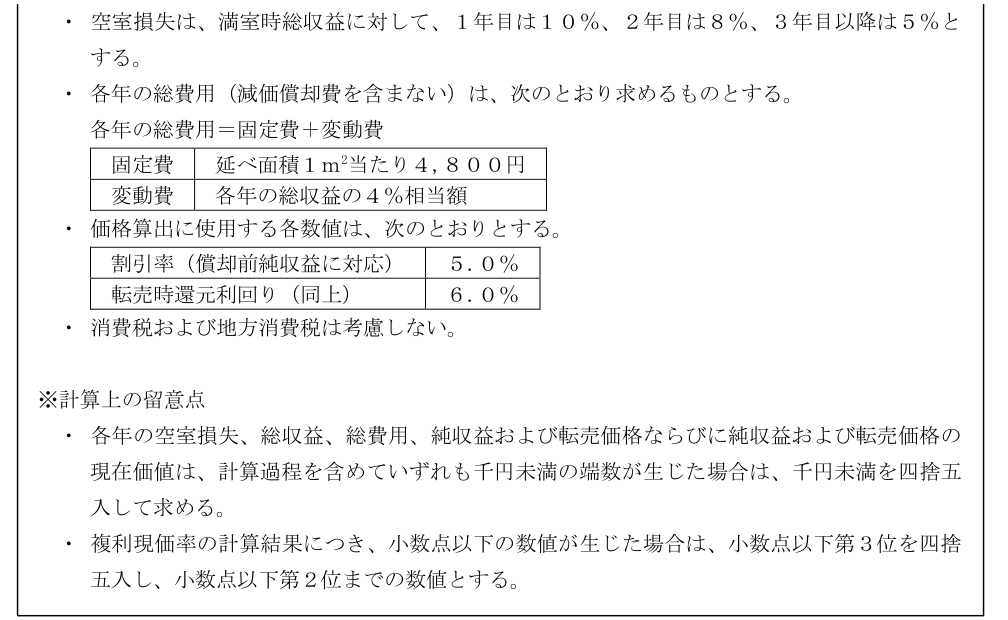 ・ 空室損失は、満室時総収益に対して、１年目は１０％、２年目は８％、３年目以降は５％と
する。
・ 各年の総費用（減価償却費を含まない）は、次のとおり求めるものとする。
各年の総費用＝固定費＋変動費
固定費 延べ面積１ｍ²当たり４,８００円
変動費 各年の総収益の４％相当額
・ 価格算出に使用する各数値は、次のとおりとする。
割引率（償却前純収益に対応） ５.０％
転売時還元利回り（同上） ６.０％
・ 消費税および地方消費税は考慮しない。
※計算上の留意点
・ 各年の空室損失、総収益、総費用、純収益および転売価格ならびに純収益および転売価格の
現在価値は、計算過程を含めていずれも千円未満の端数が生じた場合は、千円未満を四捨五
入して求める。
・ 複利現価率の計算結果につき、小数点以下の数値が生じた場合は、小数点以下第３位を四捨
五入し、小数点以下第２位までの数値とする。